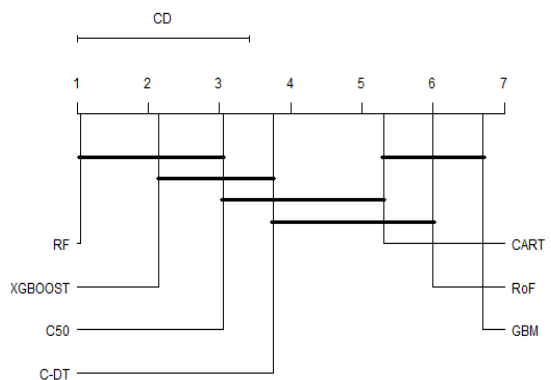 CD
1 2 3 4 5 6 7
RF CART
XGBOOST RoF
C50 GBM
C-DT